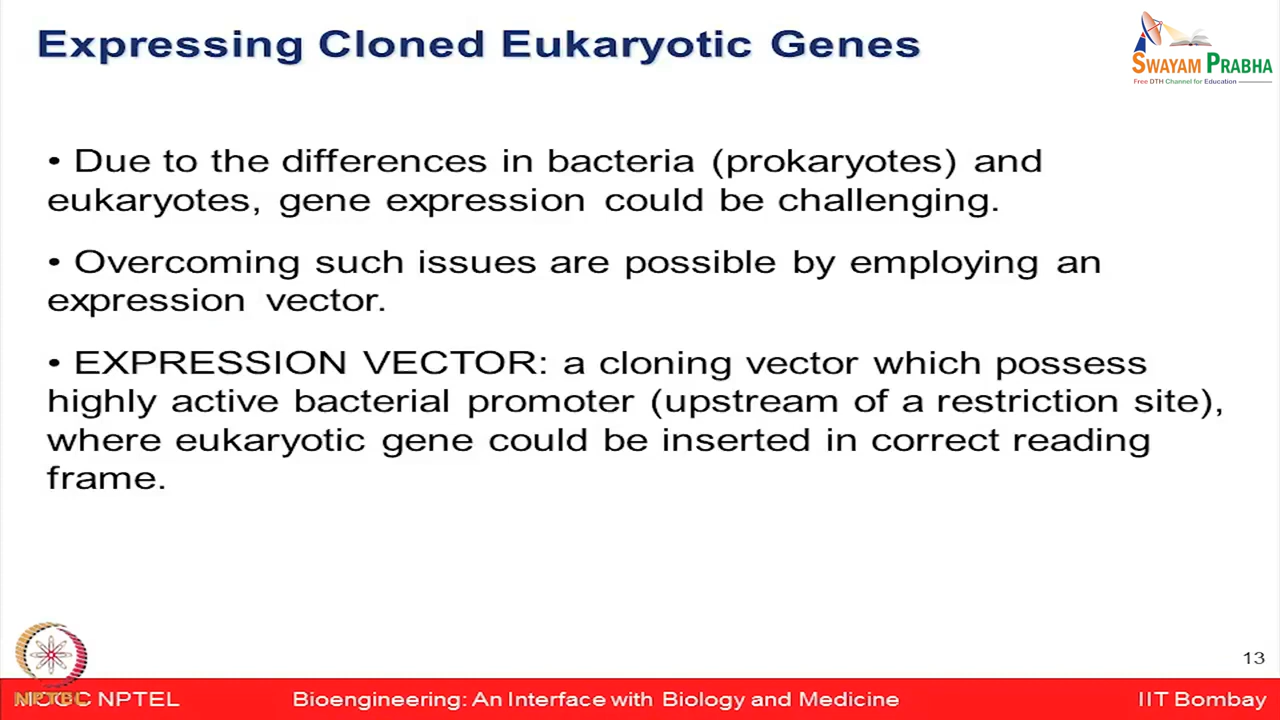 Expressing Cloned Eukaryotic Genes
SWAYAM PRABHA
Free DTH Channel for Education
• Due to the differences in bacteria (prokaryotes) and
eukaryotes, gene expression could be challenging.
• Overcoming such issues are possible by employing an
expression vector.
• EXPRESSION VECTOR: a cloning vector which possess
highly active bacterial promoter (upstream of a restriction site),
where eukaryotic gene could be inserted in correct reading
frame.
13
NPTEL
Bioengineering: An Interface with Biology and Medicine
IIT Bombay